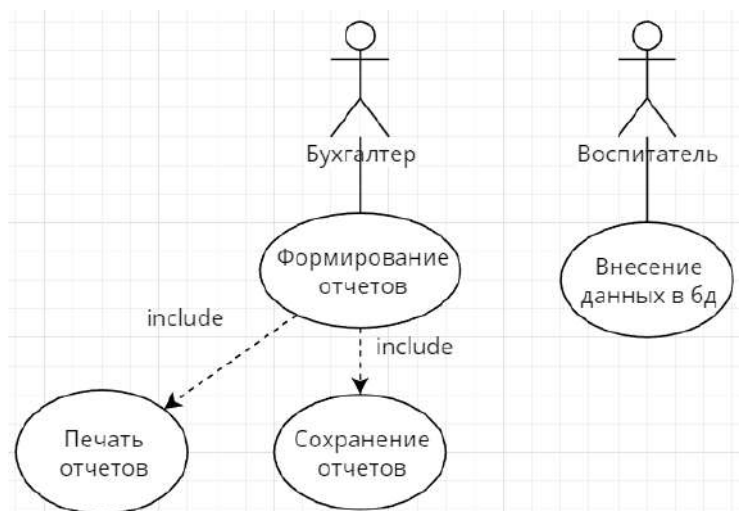 Бухгалтер
Воспитатель
Формирование
отчетов
Внесение
данных в бд
include
include
Печать
отчетов
Сохранение
отчетов